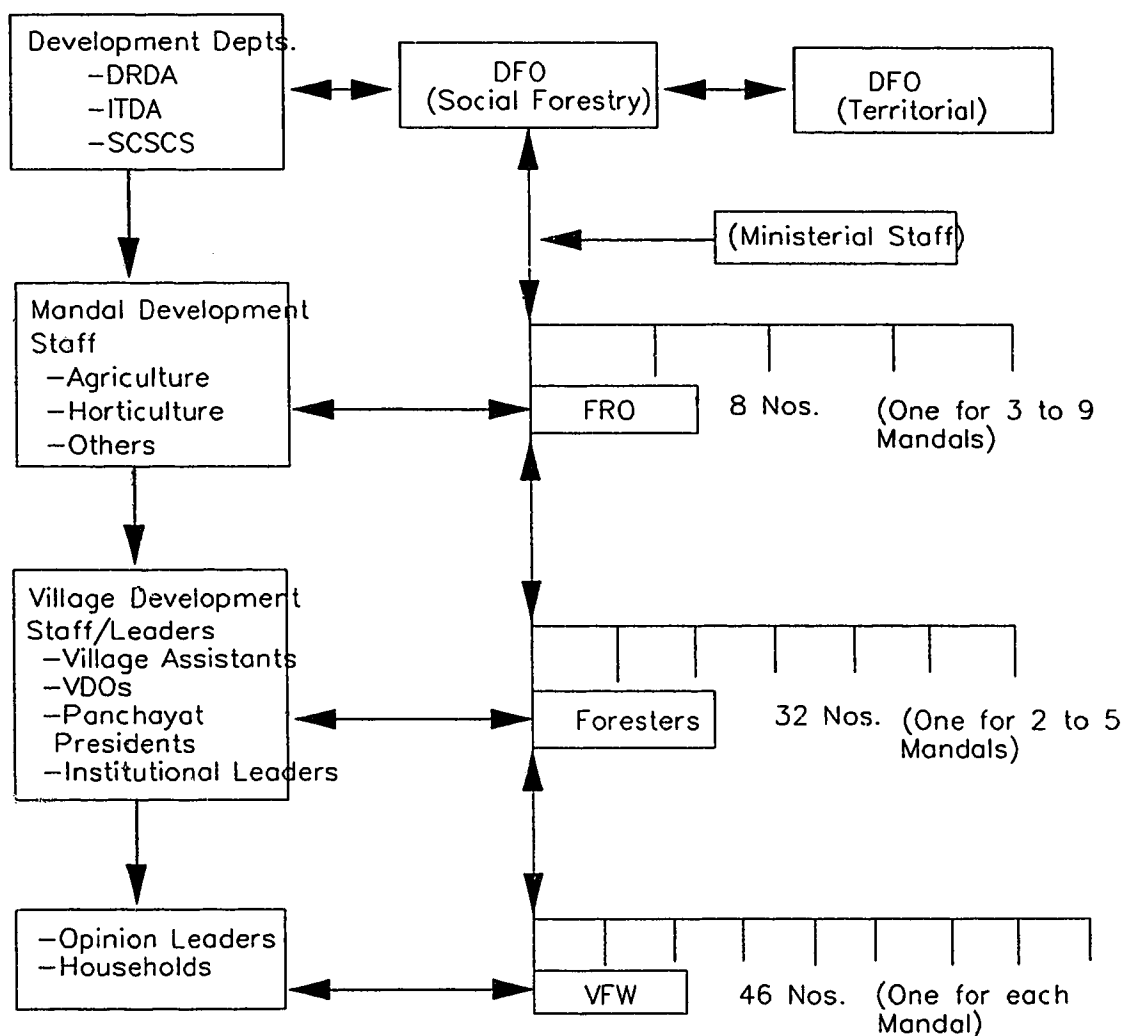 Development Depts.
-DRDA
-ITDA
-SCSCS
DFO
(Social Forestry)
DFO
(Territorial)
(Ministerial Staff)
Mandal Development
Staff
-Agriculture
-Horticulture
-Others
FRO
8 Nos.
(One for 3 to 9
Mandals)
Village Development
Staff/Leaders
-Village Assistants
-VDOs
-Panchayat
Presidents
-Institutional Leaders
Foresters
32 Nos.
(One for 2 to 5
Mandals)
-Opinion Leaders
-Households
VFW
46 Nos.
(One for each
Mandal)